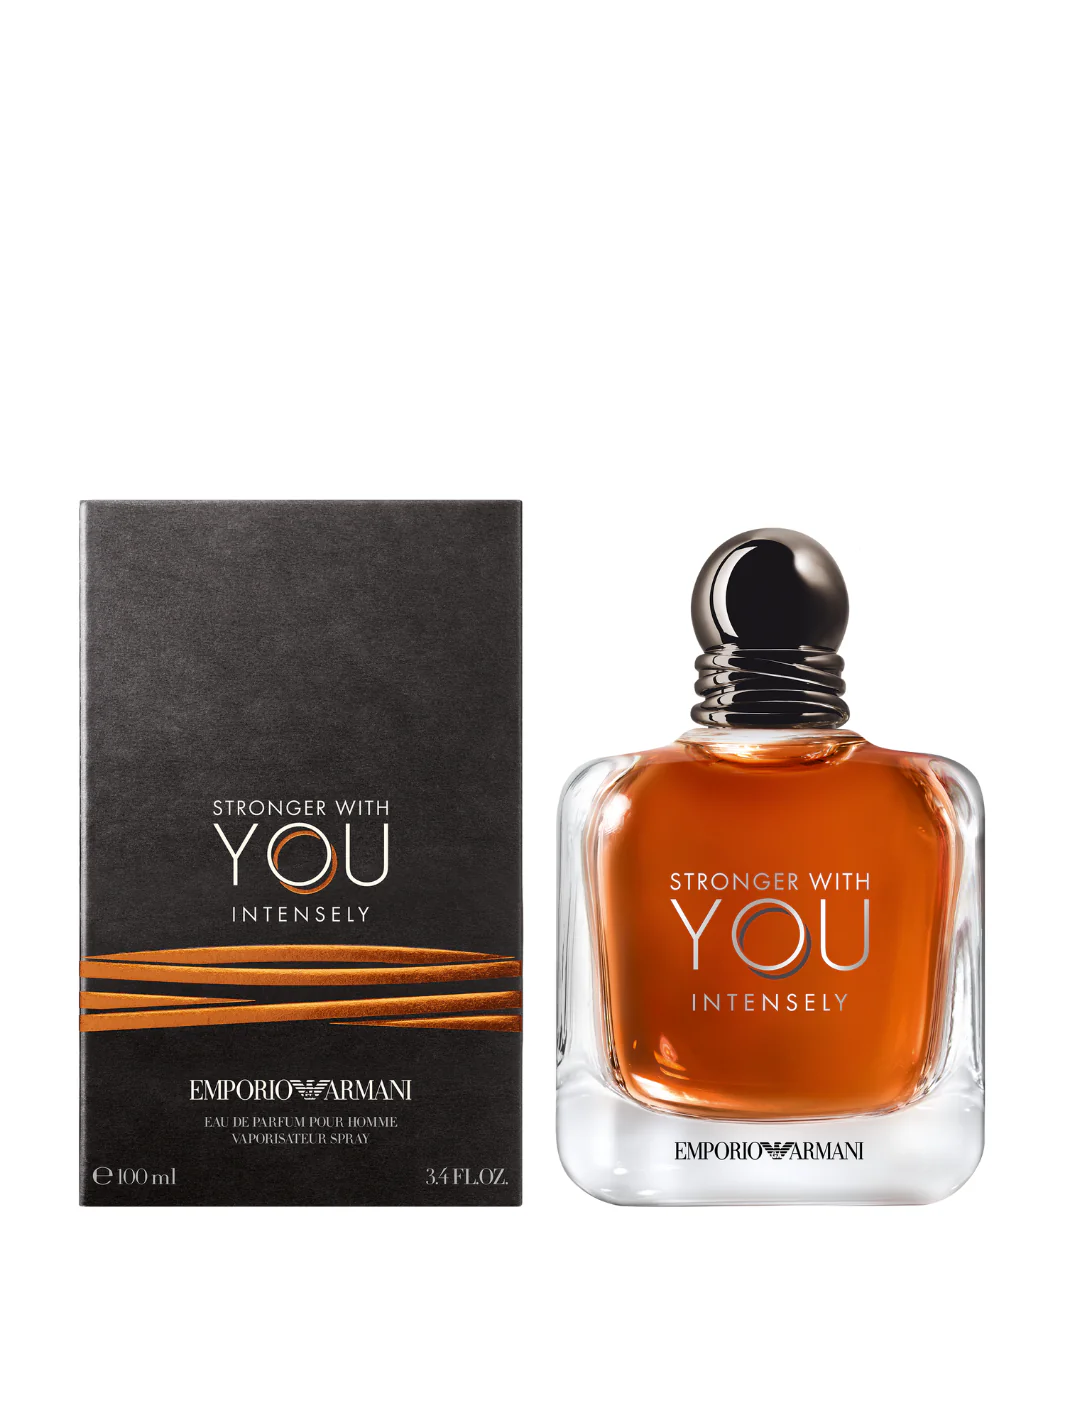 STRONGER WITH
YOU
INTENSELY
EMPORIO ARMANI
EAU DE PARFUM POUR HOMME
VAPORISATEUR SPRAY
e 100 ml
3.4 FL.OZ.
STRONGER WITH
YOU
INTENSELY
EMPORIO ARMANI